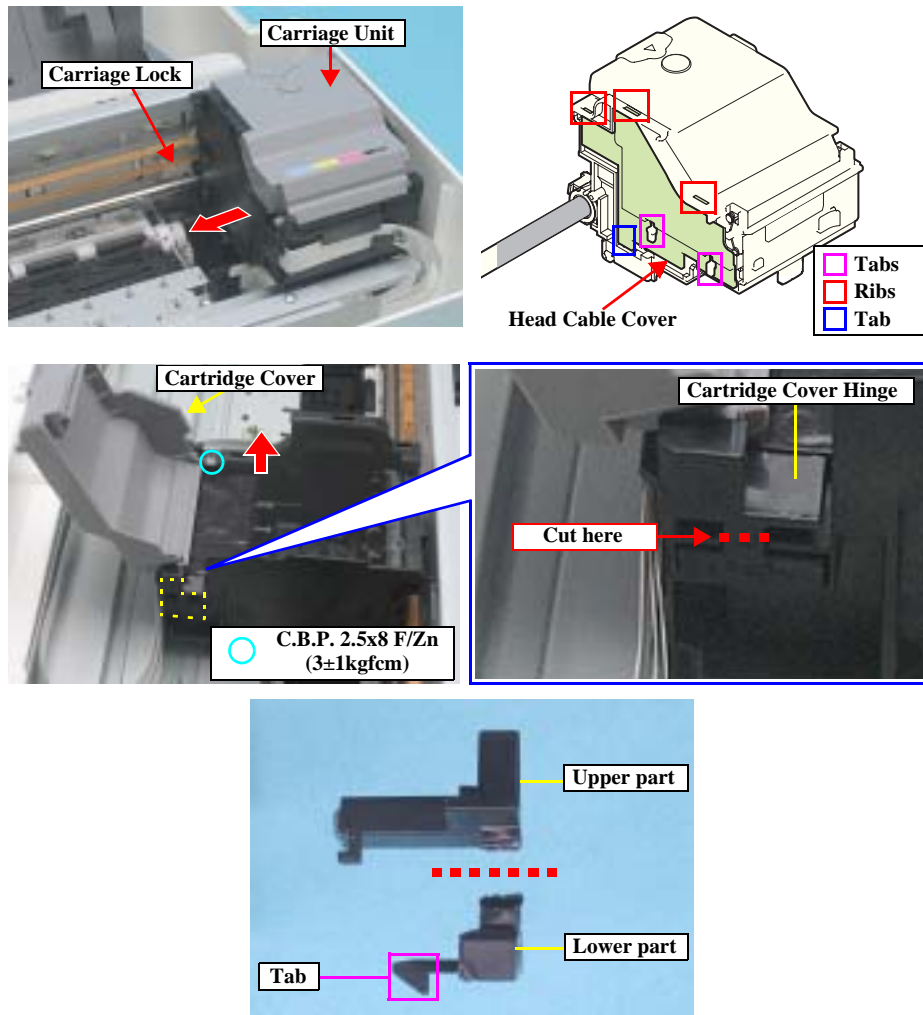 Carriage Unit
Carriage Lock
Tabs
Ribs
Tab
Head Cable Cover
Cartridge Cover
Cartridge Cover Hinge
Cut here
C.B.P. 2.5x8 F/Zn
(3±1kgfcm)
Upper part
Lower part
Tab